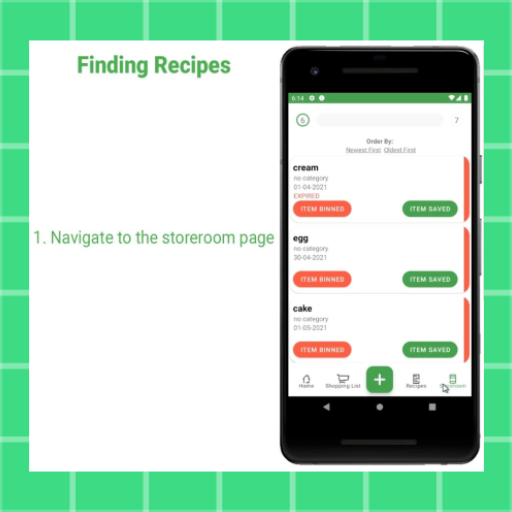 Finding Recipes
1. Navigate to the storeroom page
6:14
6
7
Order By:
Newest First Oldest First
cream
no category
01-04-2021
EXPIRED
ITEM BINNED ITEM SAVED
egg
no category
30-04-2021
ITEM BINNED ITEM SAVED
cake
no category
01-05-2021
ITEM BINNED ITEM SAVED
Home Shopping List Recipes Storeroom